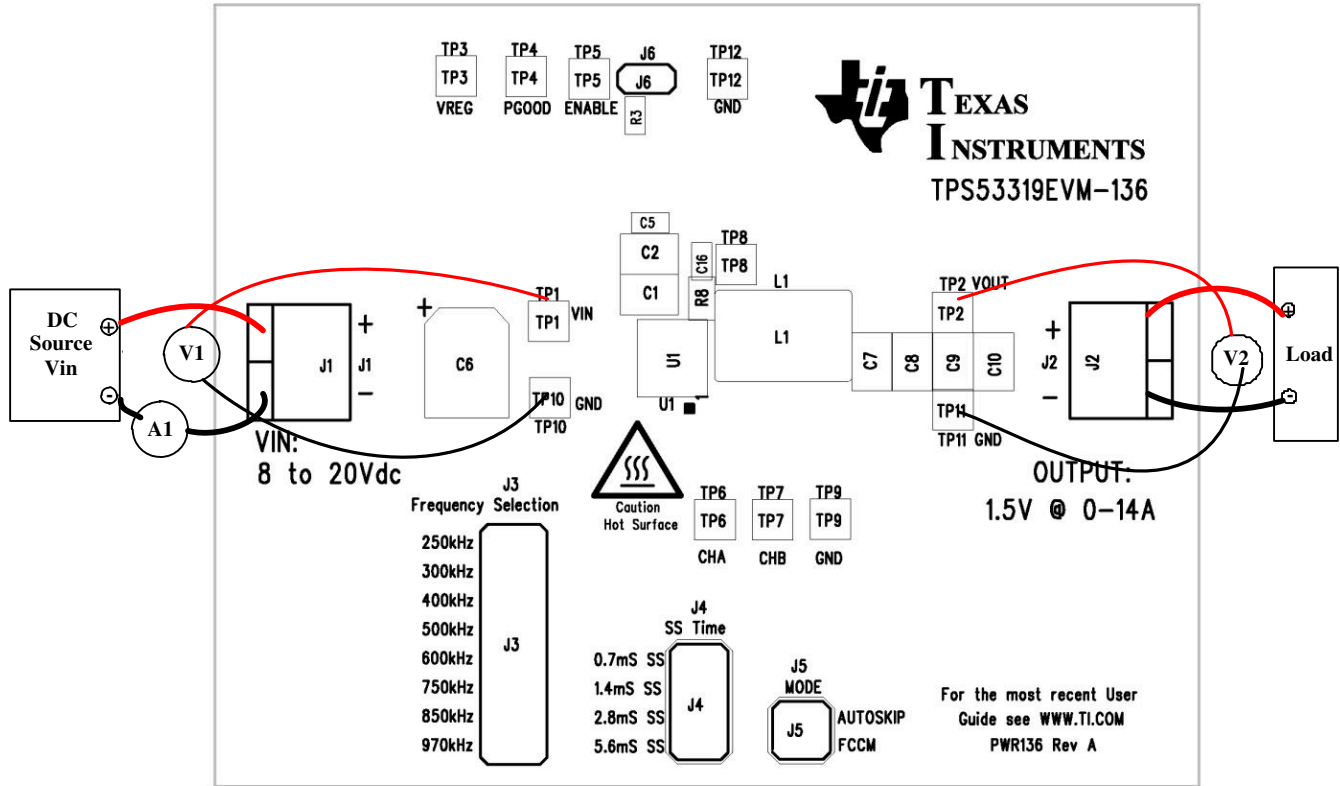 TP3 TP4 TP5 J6 TP12
TP3 TP4 TP5 J6 TP12
VREG PGOOD ENABLE R3 GND
TEXAS
INSTRUMENTS
TPS53319EVM-136
C5
C2
C16
TP8
TP8
C1
R8
L1
L1
U1
U1
1
DC
Source
Vin
+
-
V1
A1
J1
J1
+
-
VIN:
8 to 20Vdc
+
C6
TP1
TP1
VIN
TP10
GND
TP10
C7 C8 C9 C10
TP2 VOUT
TP2
TP11
TP11 GND
+
J2
-
J2
V2
+
-
Load
OUTPUT:
1.5V @ 0-14A
Caution
Hot Surface
TP6 TP7 TP9
TP6 TP7 TP9
CHA CHB GND
J3
Frequency Selection
250kHz
300kHz
400kHz
500kHz
600kHz
750kHz
850kHz
970kHz
J3
J4
SS Time
0.7mS SS
1.4mS SS
2.8mS SS
5.6mS SS
J4
J5
MODE
J5
AUTOSKIP
FCCM
For the most recent User
Guide see WWW.TI.COM
PWR136 Rev A